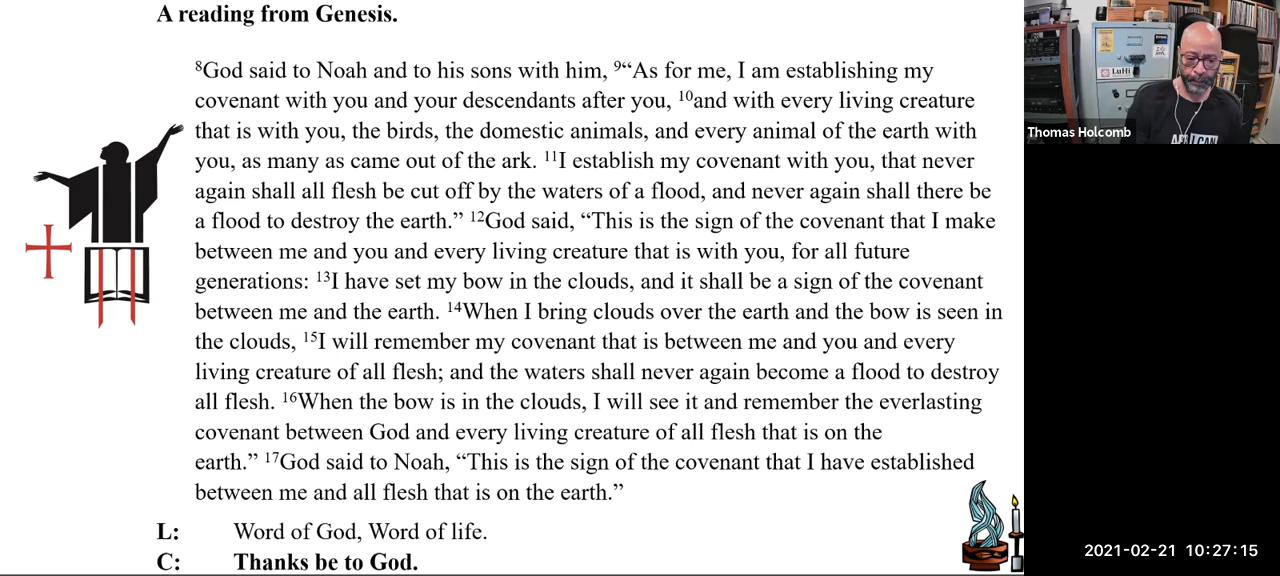 A reading from Genesis.
⁸God said to Noah and to his sons with him, ⁹“As for me, I am establishing my
covenant with you and your descendants after you, ¹⁰and with every living creature
that is with you, the birds, the domestic animals, and every animal of the earth with
you, as many as came out of the ark. ¹¹I establish my covenant with you, that never
again shall all flesh be cut off by the waters of a flood, and never again shall there be
a flood to destroy the earth.” ¹²God said, “This is the sign of the covenant that I make
between me and you and every living creature that is with you, for all future
generations: ¹³I have set my bow in the clouds, and it shall be a sign of the covenant
between me and the earth. ¹⁴When I bring clouds over the earth and the bow is seen in
the clouds, ¹⁵I will remember my covenant that is between me and you and every
living creature of all flesh; and the waters shall never again become a flood to destroy
all flesh. ¹⁶When the bow is in the clouds, I will see it and remember the everlasting
covenant between God and every living creature of all flesh that is on the
earth.” ¹⁷God said to Noah, “This is the sign of the covenant that I have established
between me and all flesh that is on the earth.”
L: Word of God, Word of life.
C: Thanks be to God.
LuHi
Thomas Holcomb
2021-02-21 10:27:15